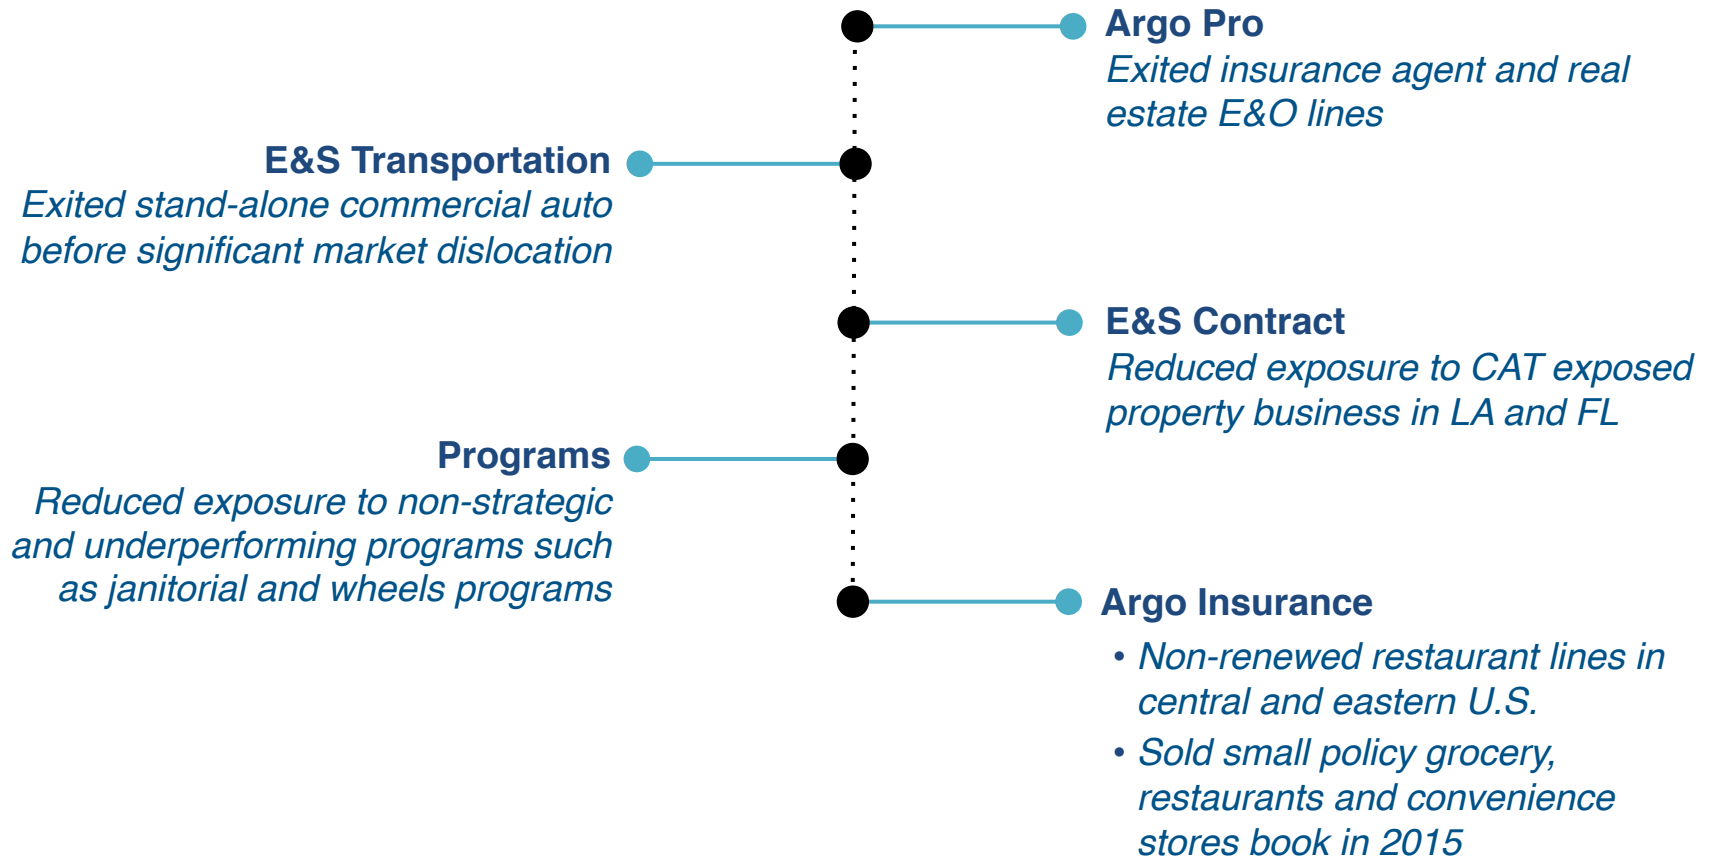 Argo Pro
Exited insurance agent and real
estate E&O lines
E&S Transportation
Exited stand-alone commercial auto
before significant market dislocation
E&S Contract
Reduced exposure to CAT exposed
property business in LA and FL
Programs
Reduced exposure to non-strategic
and underperforming programs such
as janitorial and wheels programs
Argo Insurance
• Non-renewed restaurant lines in
central and eastern U.S.
• Sold small policy grocery,
restaurants and convenience
stores book in 2015